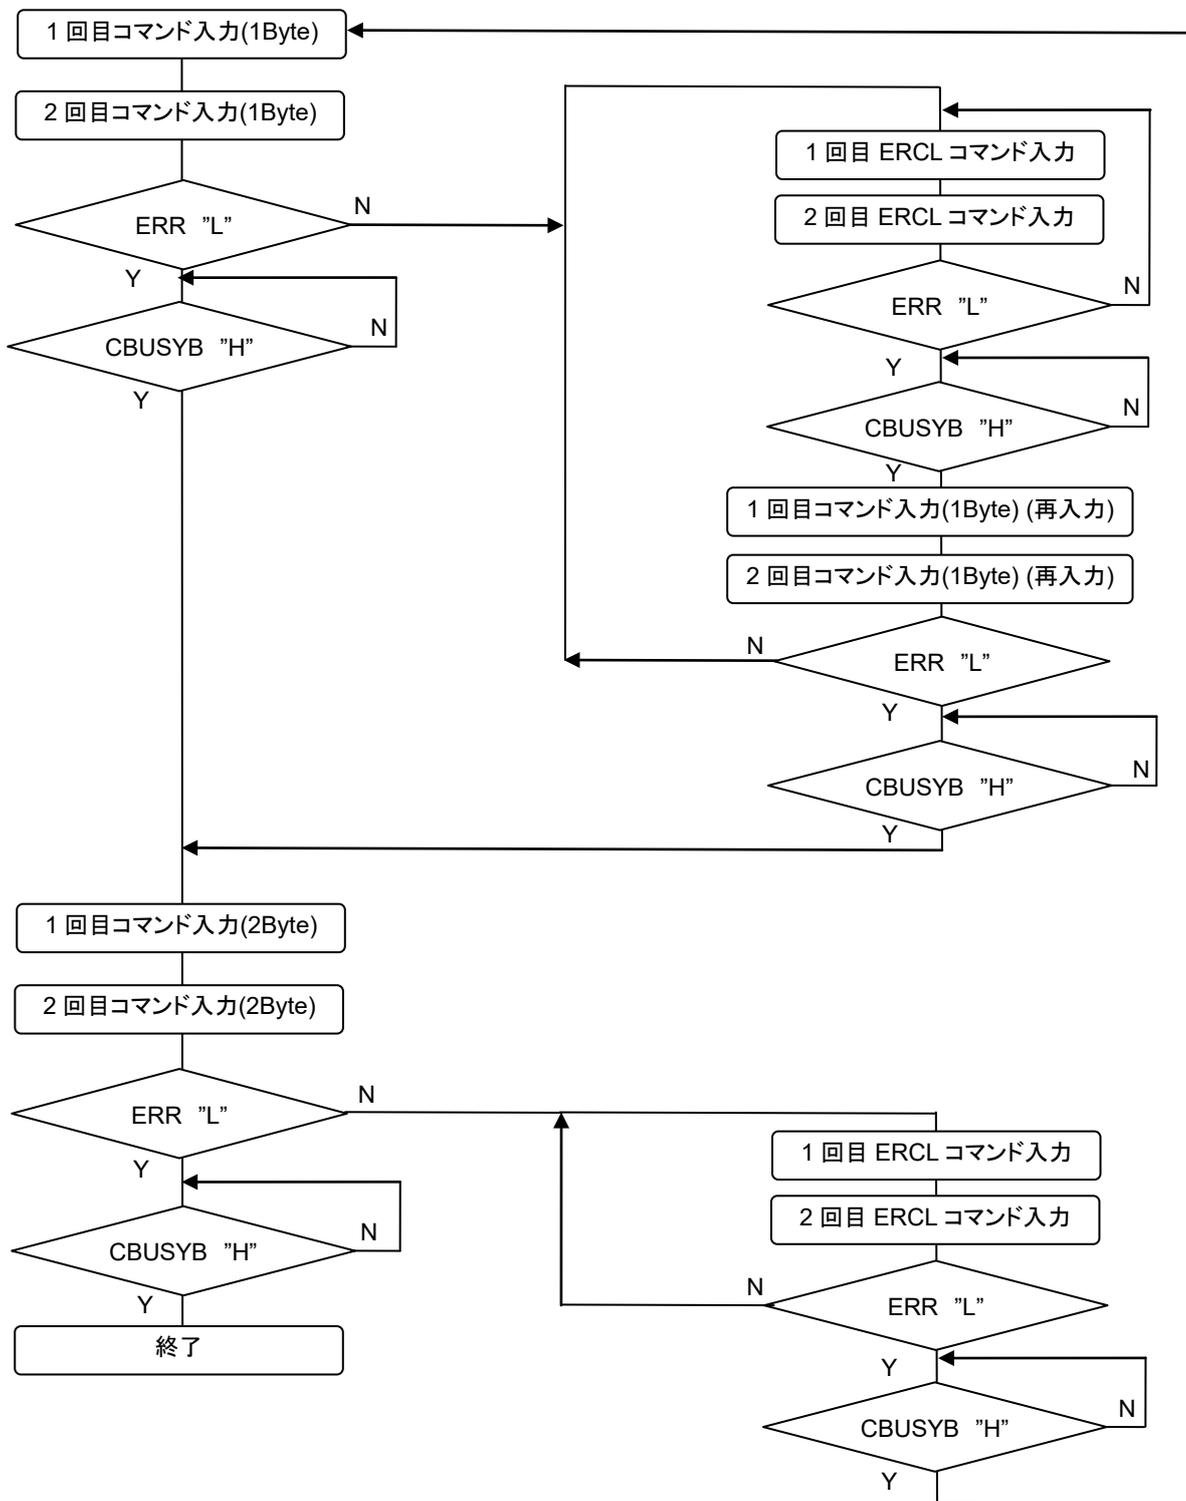 1 回目コマンド入力(1Byte)
2 回目コマンド入力(1Byte)
ERR ”L”
N
Y
CBUSYB ”H”
N
Y
1 回目 ERCL コマンド入力
2 回目 ERCL コマンド入力
ERR ”L”
N
Y
CBUSYB ”H”
N
Y
1 回目コマンド入力(1Byte) (再入力)
2 回目コマンド入力(1Byte) (再入力)
N
ERR ”L”
Y
CBUSYB ”H”
N
Y
1 回目コマンド入力(2Byte)
2 回目コマンド入力(2Byte)
ERR ”L”
N
Y
CBUSYB ”H”
N
Y
終了
1 回目 ERCL コマンド入力
2 回目 ERCL コマンド入力
N
ERR ”L”
Y
CBUSYB ”H”
N
Y